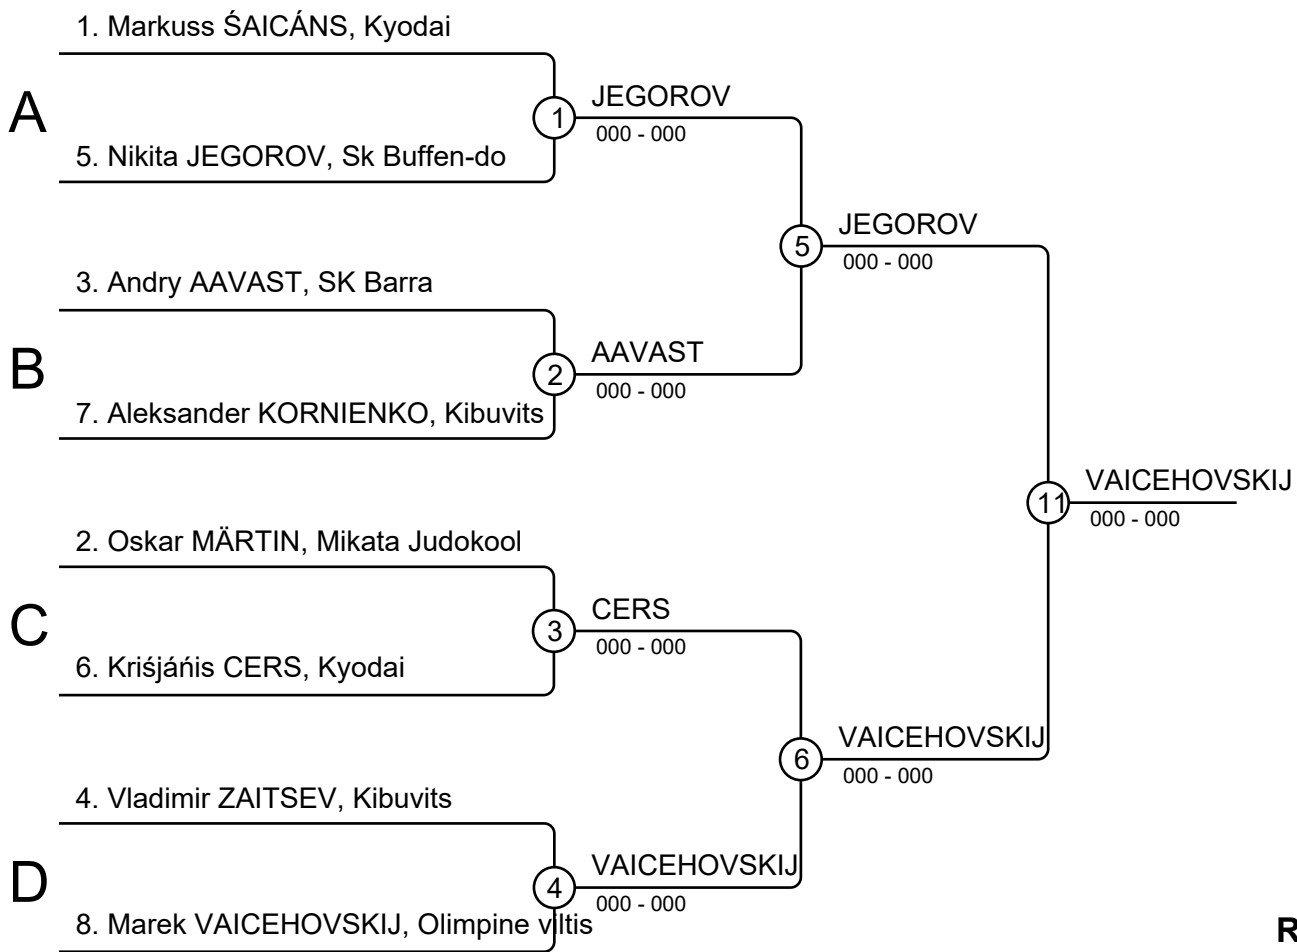 1. Markuss ŚAICÁNS, Kyodai
A
1
JEGOROV
000 - 000
5. Nikita JEGOROV, Sk Buffen-do
5
JEGOROV
000 - 000
3. Andry AAVAST, SK Barra
B
2
AAVAST
000 - 000
7. Aleksander KORNIENKO, Kibuvits
11
VAICEHOVSKIJ
000 - 000
2. Oskar MÄRTIN, Mikata Judokool
C
3
CERS
000 - 000
6. Kriśjáńis CERS, Kyodai
6
VAICEHOVSKIJ
000 - 000
4. Vladimir ZAITSEV, Kibuvits
D
4
VAICEHOVSKIJ
000 - 000
8. Marek VAICEHOVSKIJ, Olimpine viltis
R